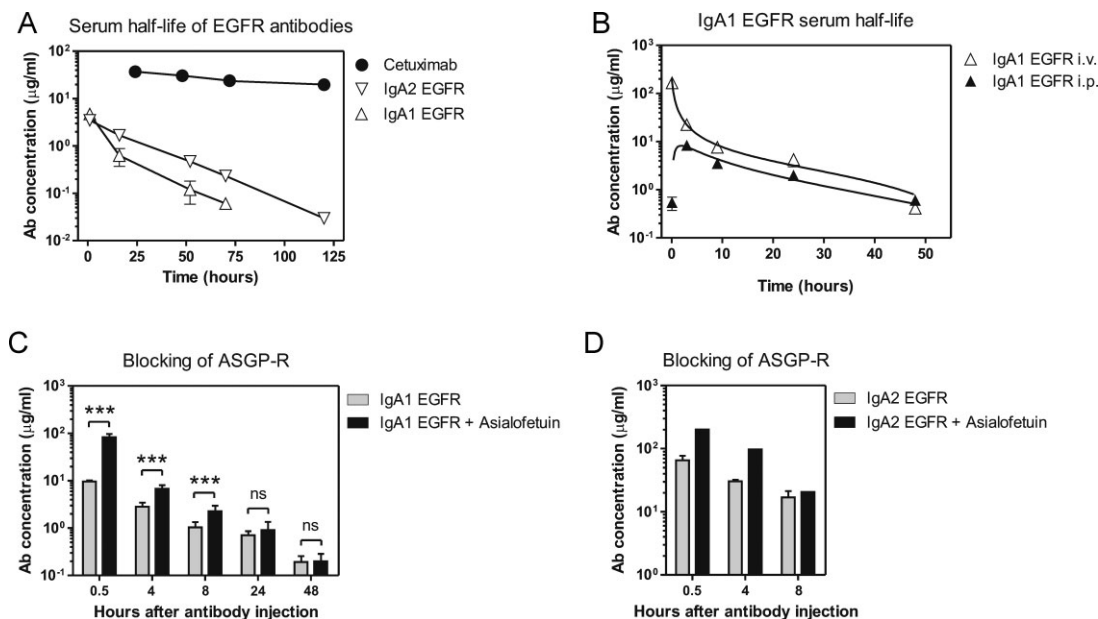 A
Serum half-life of EGFR antibodies
Ab concentration (μg/ml)
10²
10¹
10⁰
10⁻¹
10⁻²
0 25 50 75 100 125
Time (hours)
Cetuximab
IgA2 EGFR
IgA1 EGFR
B
IgA1 EGFR serum half-life
Ab concentration (μg/ml)
10³
10²
10¹
10⁰
10⁻¹
0 10 20 30 40 50
Time (hours)
IgA1 EGFR i.v.
IgA1 EGFR i.p.
C
Blocking of ASGP-R
Ab concentration (μg/ml)
10³
10²
10¹
10⁰
10⁻¹
*** *** *** ns ns
0.5 4 8 24 48
Hours after antibody injection
IgA1 EGFR
IgA1 EGFR + Asialofetuin
D
Blocking of ASGP-R
Ab concentration (μg/ml)
10³
10²
10¹
10⁰
0.5 4 8
Hours after antibody injection
IgA2 EGFR
IgA2 EGFR + Asialofetuin